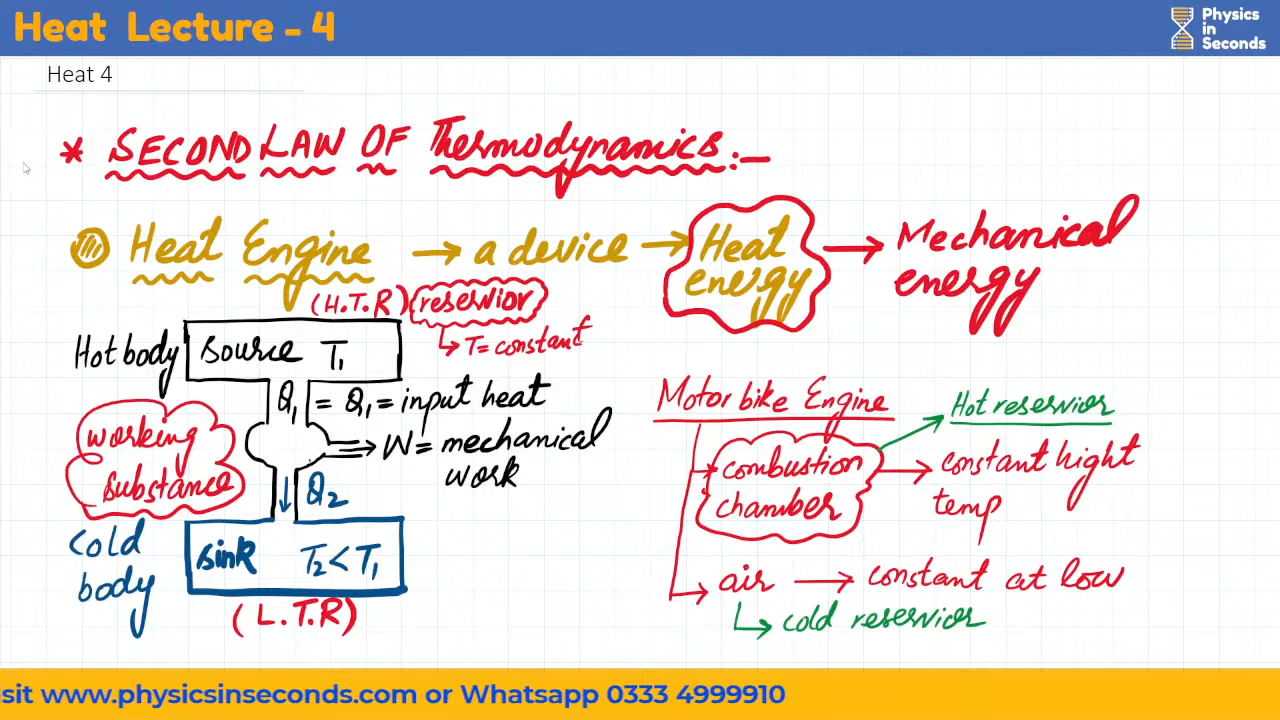 Heat Lecture - 4
Physics
in
Seconds
Heat 4
* SECOND LAW OF Thermodynamics :-
Heat Engine → a device → Heat energy → Mechanical energy
(H.T.R) reservior
↳ T = constant
Hot body
Source T₁
Q₁ = Q₁ = input heat
working substance
⇒ W = mechanical work
↓ Q₂
Cold body
Sink T₂ < T₁
(L.T.R)
Motor bike Engine
Hot reservior
combustion chamber → constant hight temp
air → constant at low
↳ cold reservior
sit www.physicsinseconds.com or Whatsapp 0333 4999910